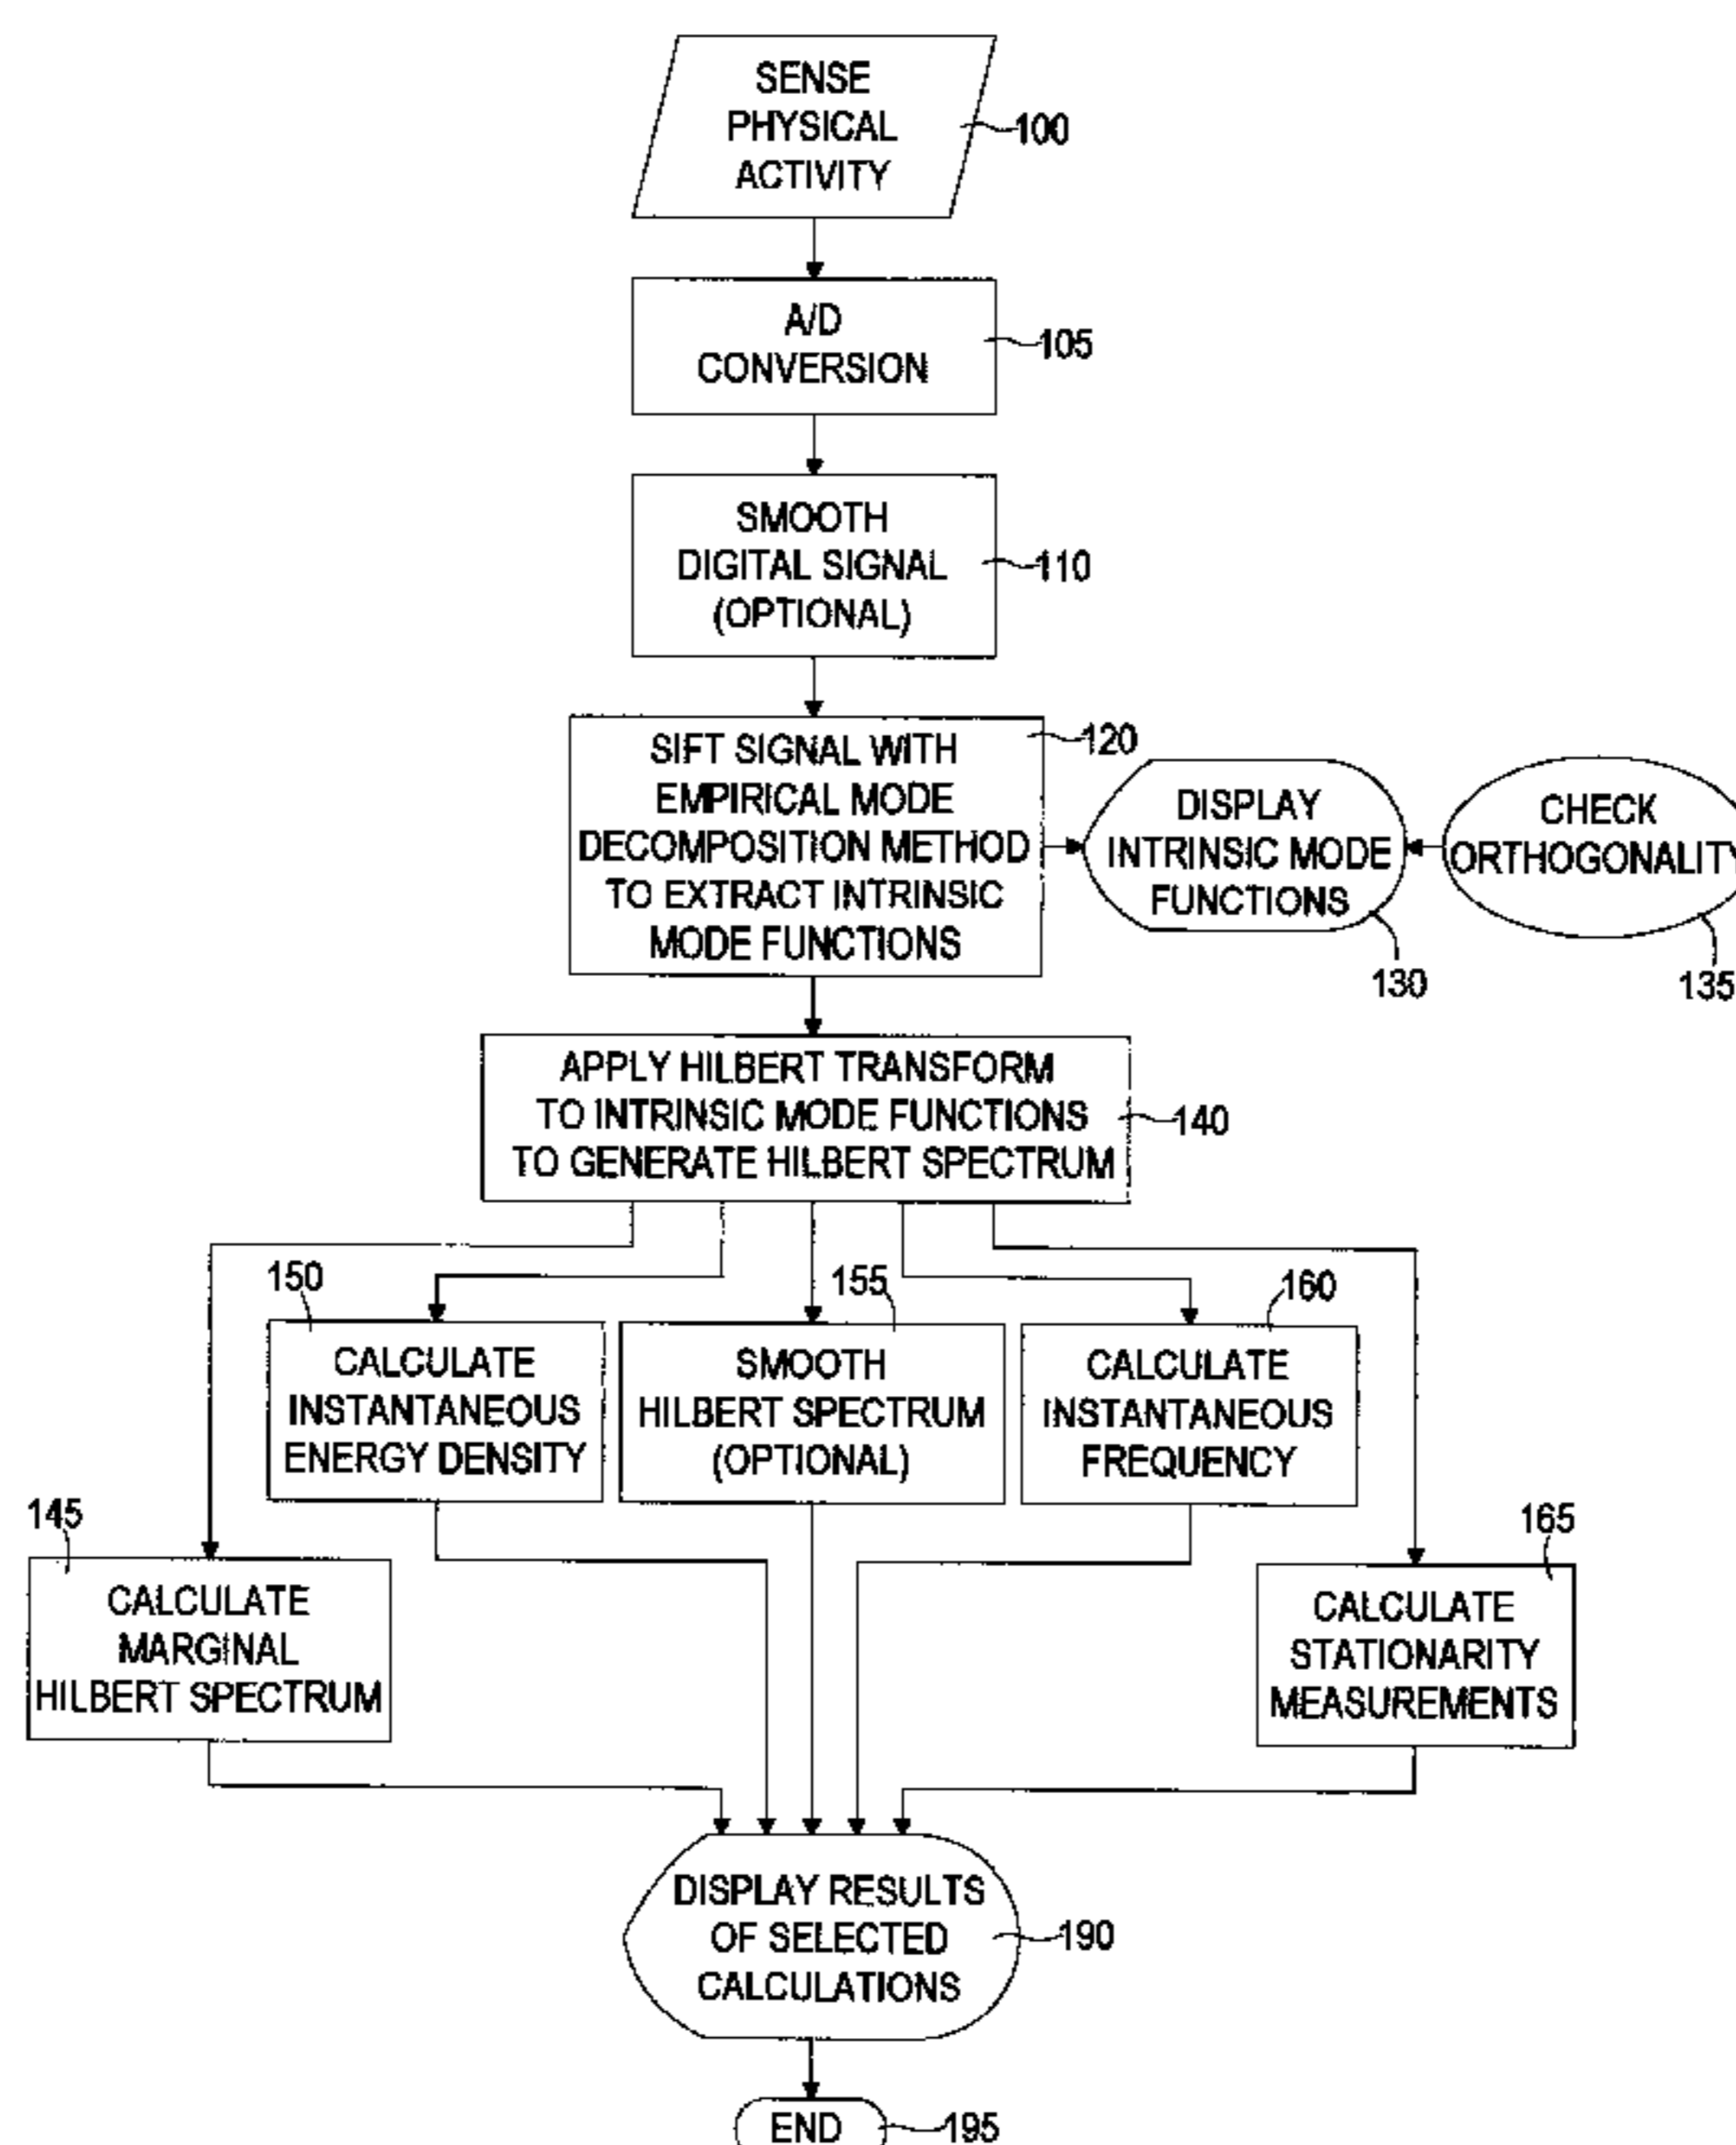 SENSE
PHYSICAL
ACTIVITY
100
A/D
CONVERSION
105
SMOOTH
DIGITAL SIGNAL
(OPTIONAL)
110
SIFT SIGNAL WITH
EMPIRICAL MODE
DECOMPOSITION METHOD
TO EXTRACT INTRINSIC
MODE FUNCTIONS
120
DISPLAY
INTRINSIC MODE
FUNCTIONS
130
CHECK
ORTHOGONALITY
135
APPLY HILBERT TRANSFORM
TO INTRINSIC MODE FUNCTIONS
TO GENERATE HILBERT SPECTRUM
140
150
CALCULATE
INSTANTANEOUS
ENERGY DENSITY
155
SMOOTH
HILBERT SPECTRUM
(OPTIONAL)
160
CALCULATE
INSTANTANEOUS
FREQUENCY
145
CALCULATE
MARGINAL
HILBERT SPECTRUM
165
CALCULATE
STATIONARITY
MEASUREMENTS
DISPLAY RESULTS
OF SELECTED
CALCULATIONS
190
END
195